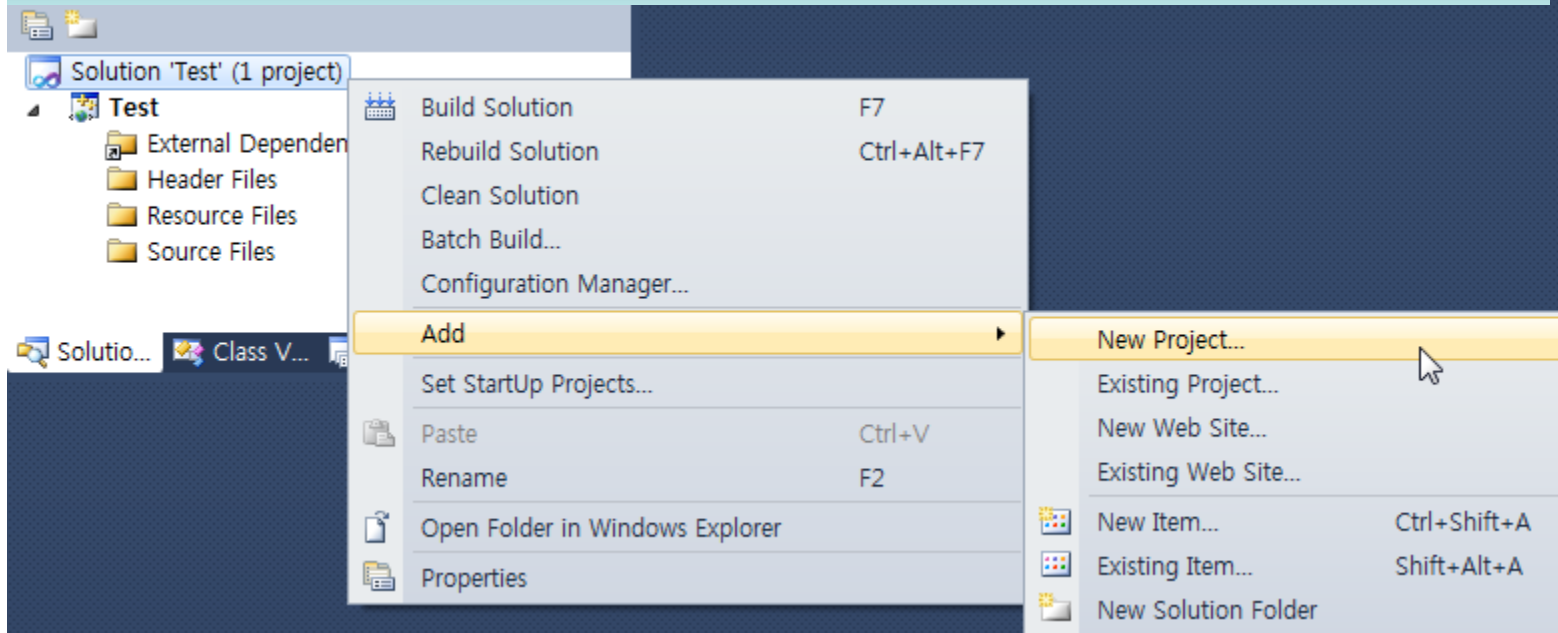 Solution 'Test' (1 project)
Test
External Dependen
Header Files
Resource Files
Source Files
Solutio... Class V...
Build Solution F7
Rebuild Solution Ctrl+Alt+F7
Clean Solution
Batch Build...
Configuration Manager...
Add
Set StartUp Projects...
Paste Ctrl+V
Rename F2
Open Folder in Windows Explorer
Properties
New Project...
Existing Project...
New Web Site...
Existing Web Site...
New Item... Ctrl+Shift+A
Existing Item... Shift+Alt+A
New Solution Folder